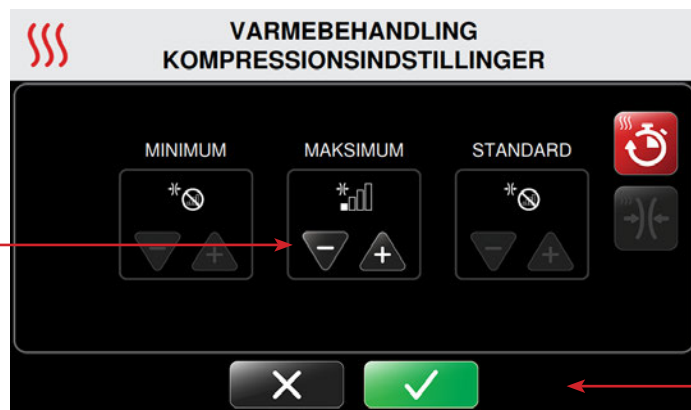 VARMEBEHANDLING
KOMPRESSIONSINDSTILLINGER
MINIMUM MAKSIMUM STANDARD